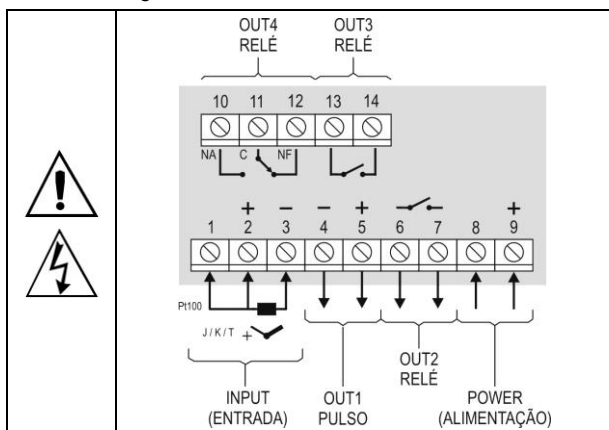 OUT4 OUT3
RELÉ RELÉ
10 11 12 13 14
NA C NF
+ − − + +
1 2 3 4 5 6 7 8 9
Pt100
J / K / T +
OUT2
RELÉ
INPUT OUT1 POWER
(ENTRADA) PULSO (ALIMENTAÇÃO)